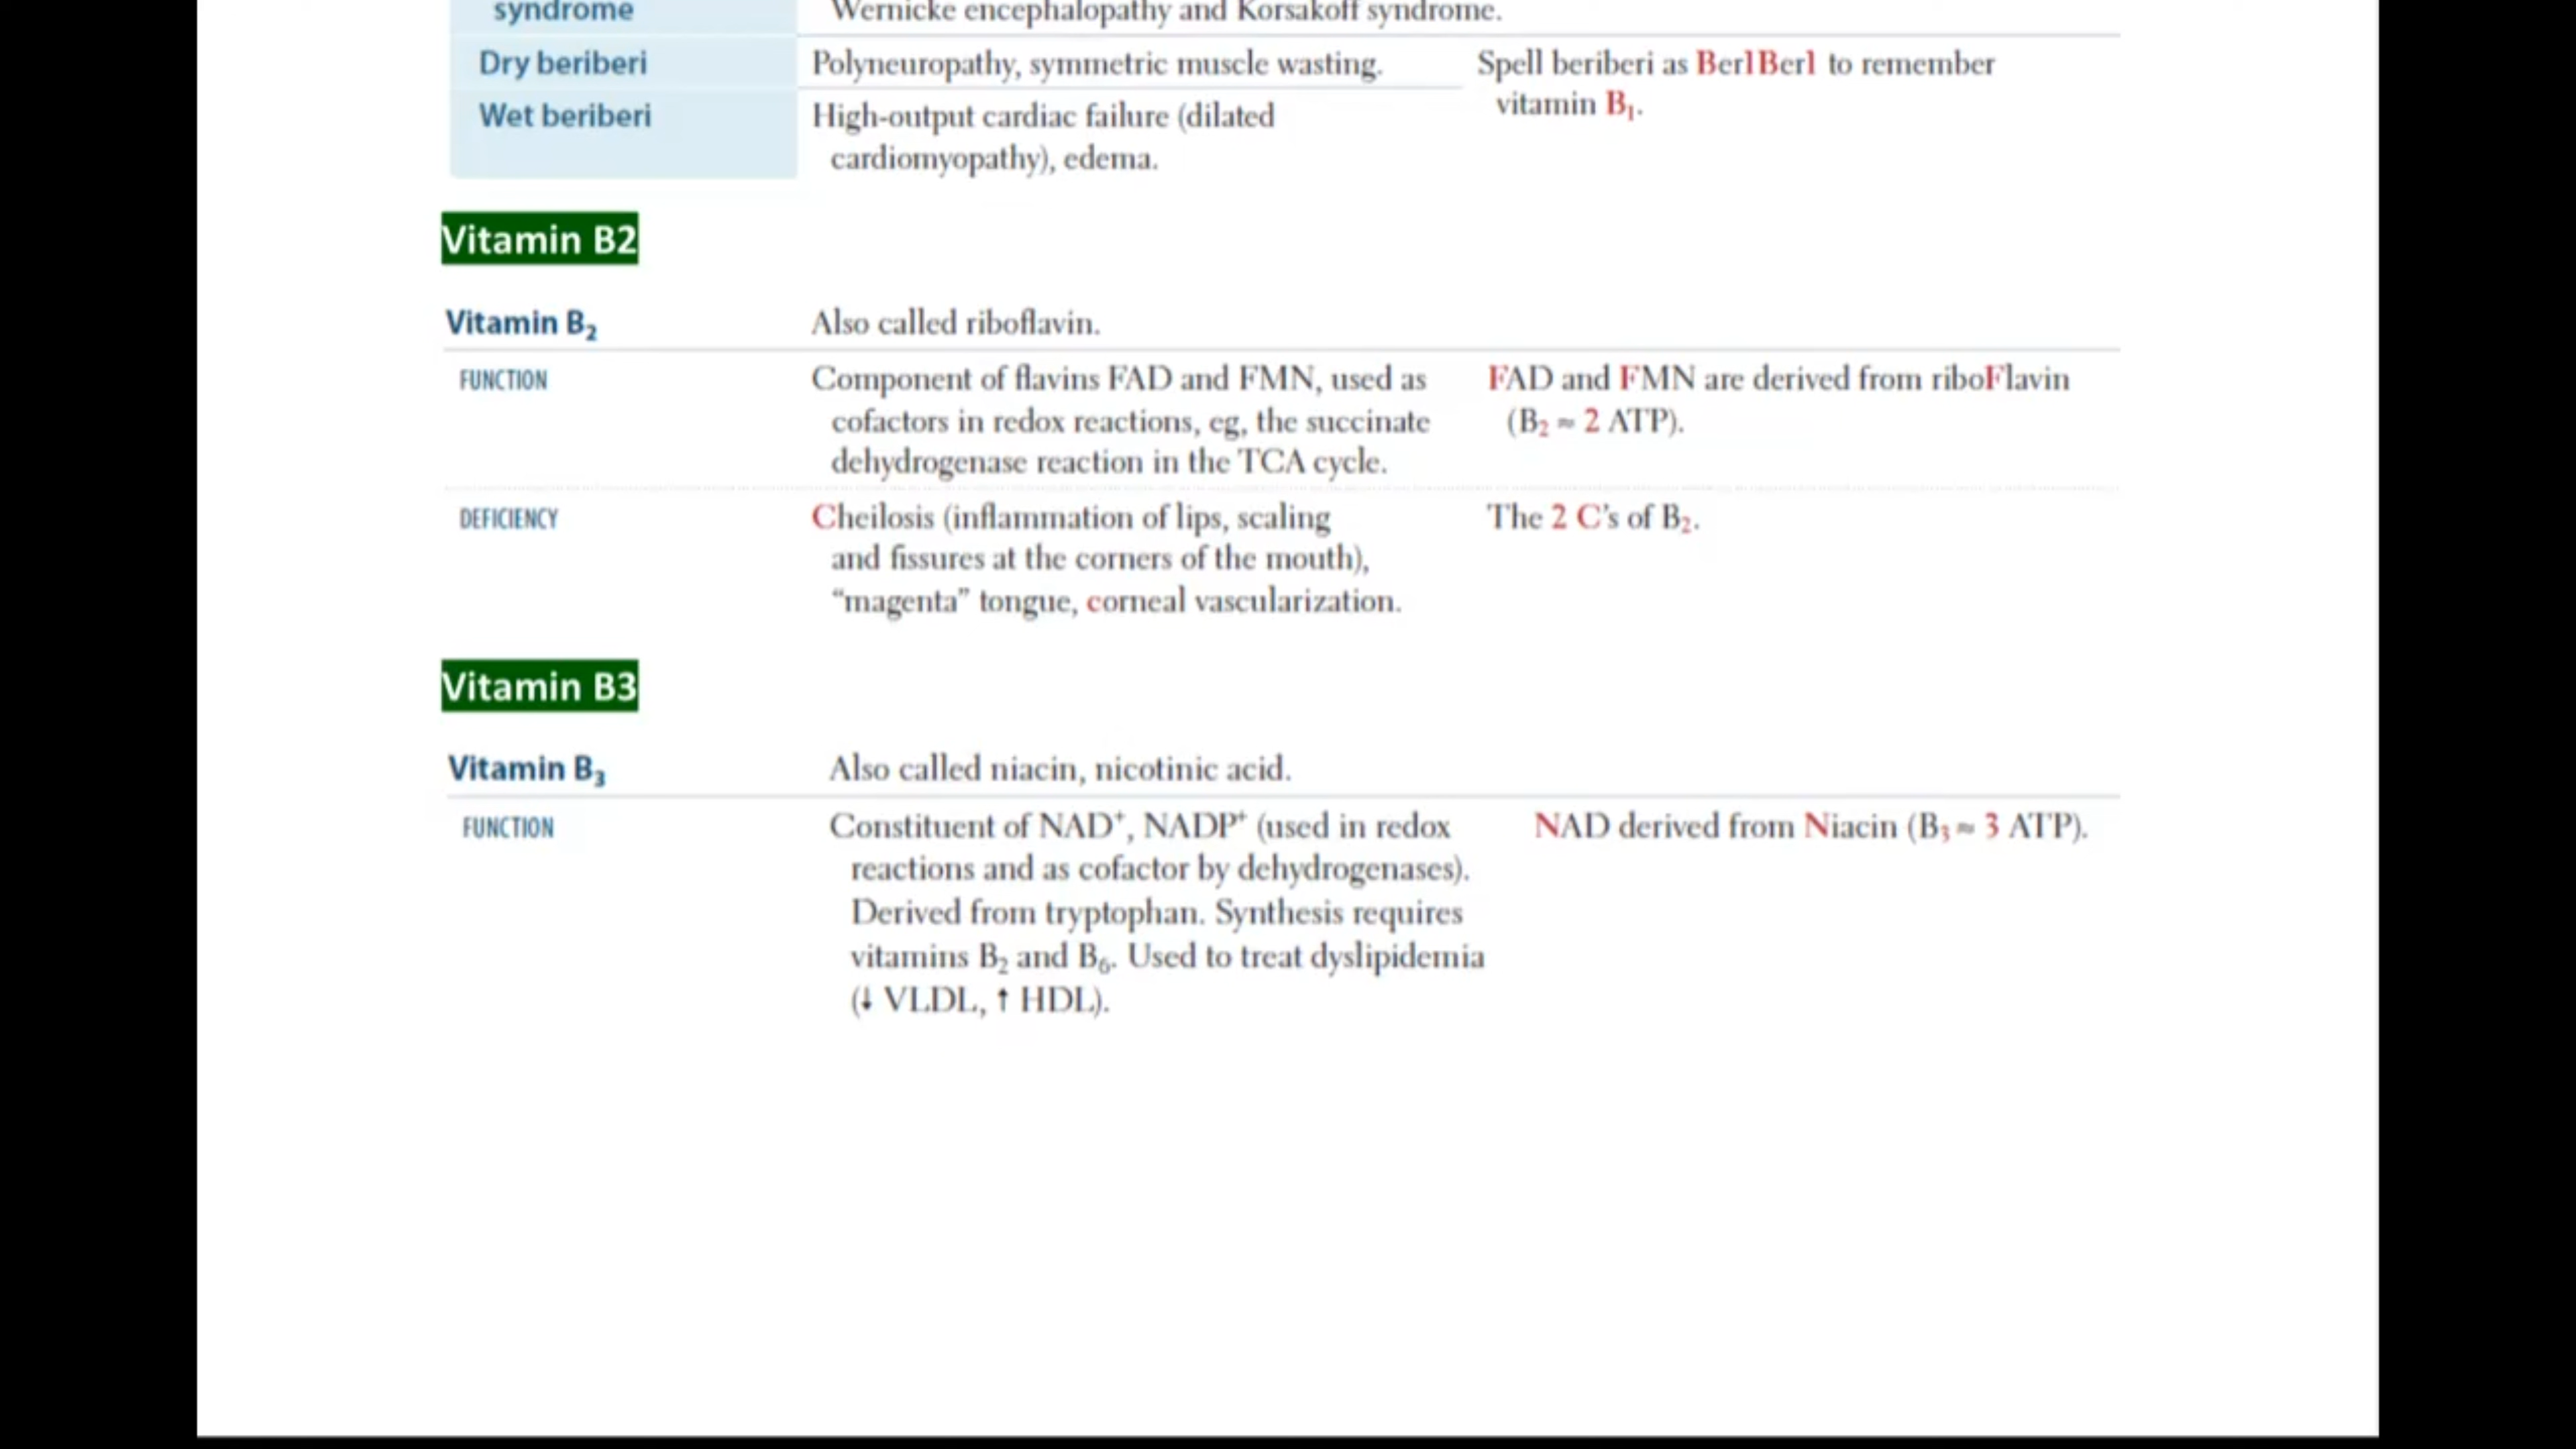 syndrome
Wernicke encephalopathy and Korsakoff syndrome.
Dry beriberi
Polyneuropathy, symmetric muscle wasting.
Spell beriberi as Ber1Ber1 to remember
vitamin B₁.
Wet beriberi
High-output cardiac failure (dilated
cardiomyopathy), edema.
Vitamin B2
Vitamin B₂
Also called riboflavin.
FUNCTION
Component of flavins FAD and FMN, used as
cofactors in redox reactions, eg, the succinate
dehydrogenase reaction in the TCA cycle.
FAD and FMN are derived from riboFlavin
(B₂ ≈ 2 ATP).
DEFICIENCY
Cheilosis (inflammation of lips, scaling
and fissures at the corners of the mouth),
“magenta” tongue, corneal vascularization.
The 2 C’s of B₂.
Vitamin B3
Vitamin B₃
Also called niacin, nicotinic acid.
FUNCTION
Constituent of NAD⁺, NADP⁺ (used in redox
reactions and as cofactor by dehydrogenases).
Derived from tryptophan. Synthesis requires
vitamins B₂ and B₆. Used to treat dyslipidemia
(↓ VLDL, ↑ HDL).
NAD derived from Niacin (B₃ ≈ 3 ATP).